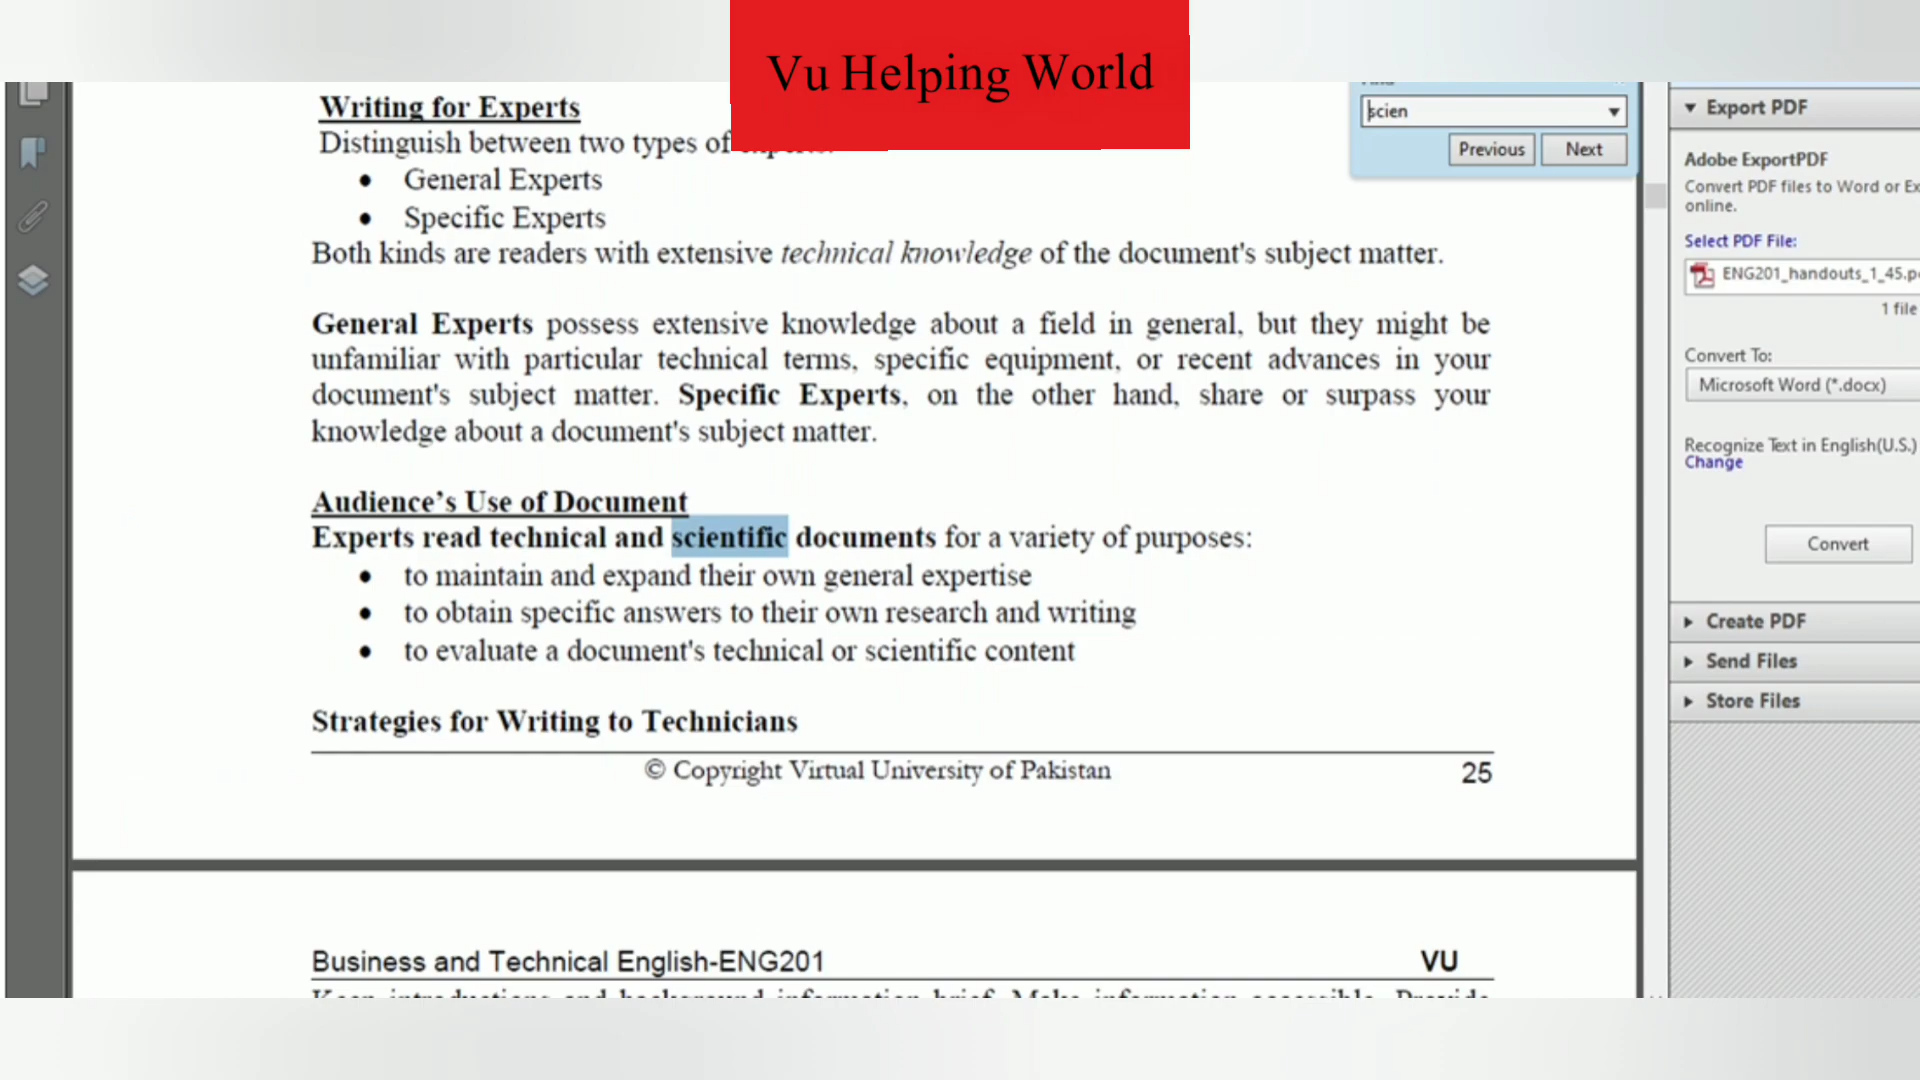 Vu Helping World
Writing for Experts
Distinguish between two types of
General Experts
Specific Experts
Both kinds are readers with extensive technical knowledge of the document's subject matter.
General Experts possess extensive knowledge about a field in general, but they might be
unfamiliar with particular technical terms, specific equipment, or recent advances in your
document's subject matter. Specific Experts, on the other hand, share or surpass your
knowledge about a document's subject matter.
Audience's Use of Document
Experts read technical and scientific documents for a variety of purposes:
to maintain and expand their own general expertise
to obtain specific answers to their own research and writing
to evaluate a document's technical or scientific content
Strategies for Writing to Technicians
© Copyright Virtual University of Pakistan 25
Business and Technical English-ENG201 VU
scien
Previous Next
Export PDF
Adobe ExportPDF
Convert PDF files to Word or Ex
online.
Select PDF File:
ENG201_handouts_1_45.p
1 file
Convert To:
Microsoft Word (*.docx)
Recognize Text in English(U.S.)
Change
Convert
Create PDF
Send Files
Store Files